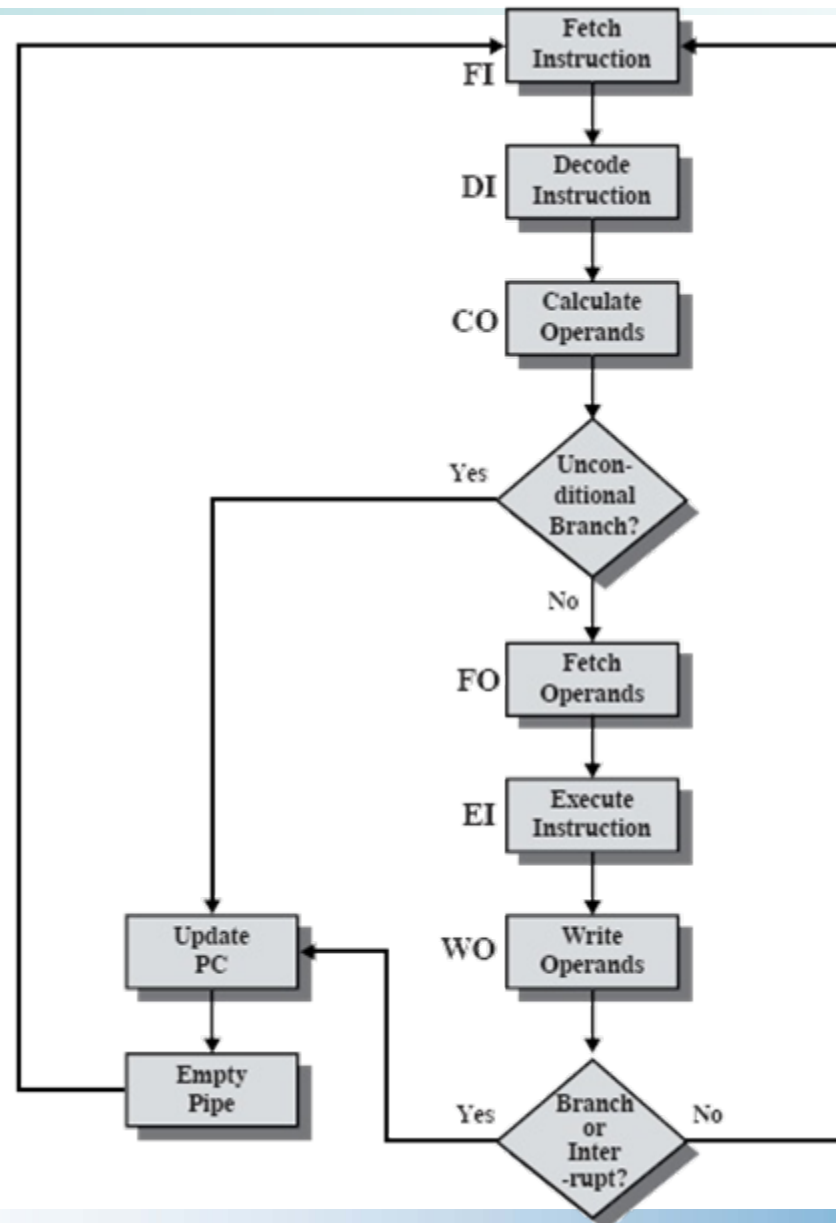 Fetch
Instruction
FI
Decode
Instruction
DI
Calculate
Operands
CO
Uncon-
ditional
Branch?
Yes
No
Fetch
Operands
FO
Execute
Instruction
EI
Write
Operands
WO
Update
PC
Empty
Pipe
Branch
or
Inter
-rupt?
Yes
No